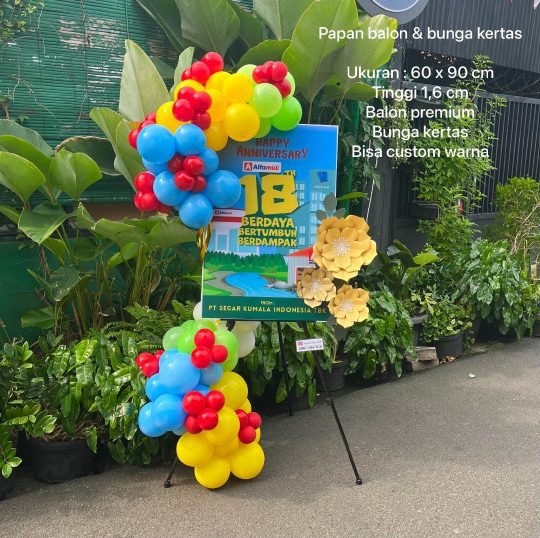 Papan balon & bunga kertas
Ukuran : 60 x 90 cm
Tinggi 1,6 cm
Balon premium
Bunga kertas
Bisa custom warna
HAPPY
ANNIVERSARY
Alfamidi
18TH
BERDAYA
BERTUMBUH
BERDAMPAK
FROM :
PT SEGAR KUMALA INDONESIA TBK